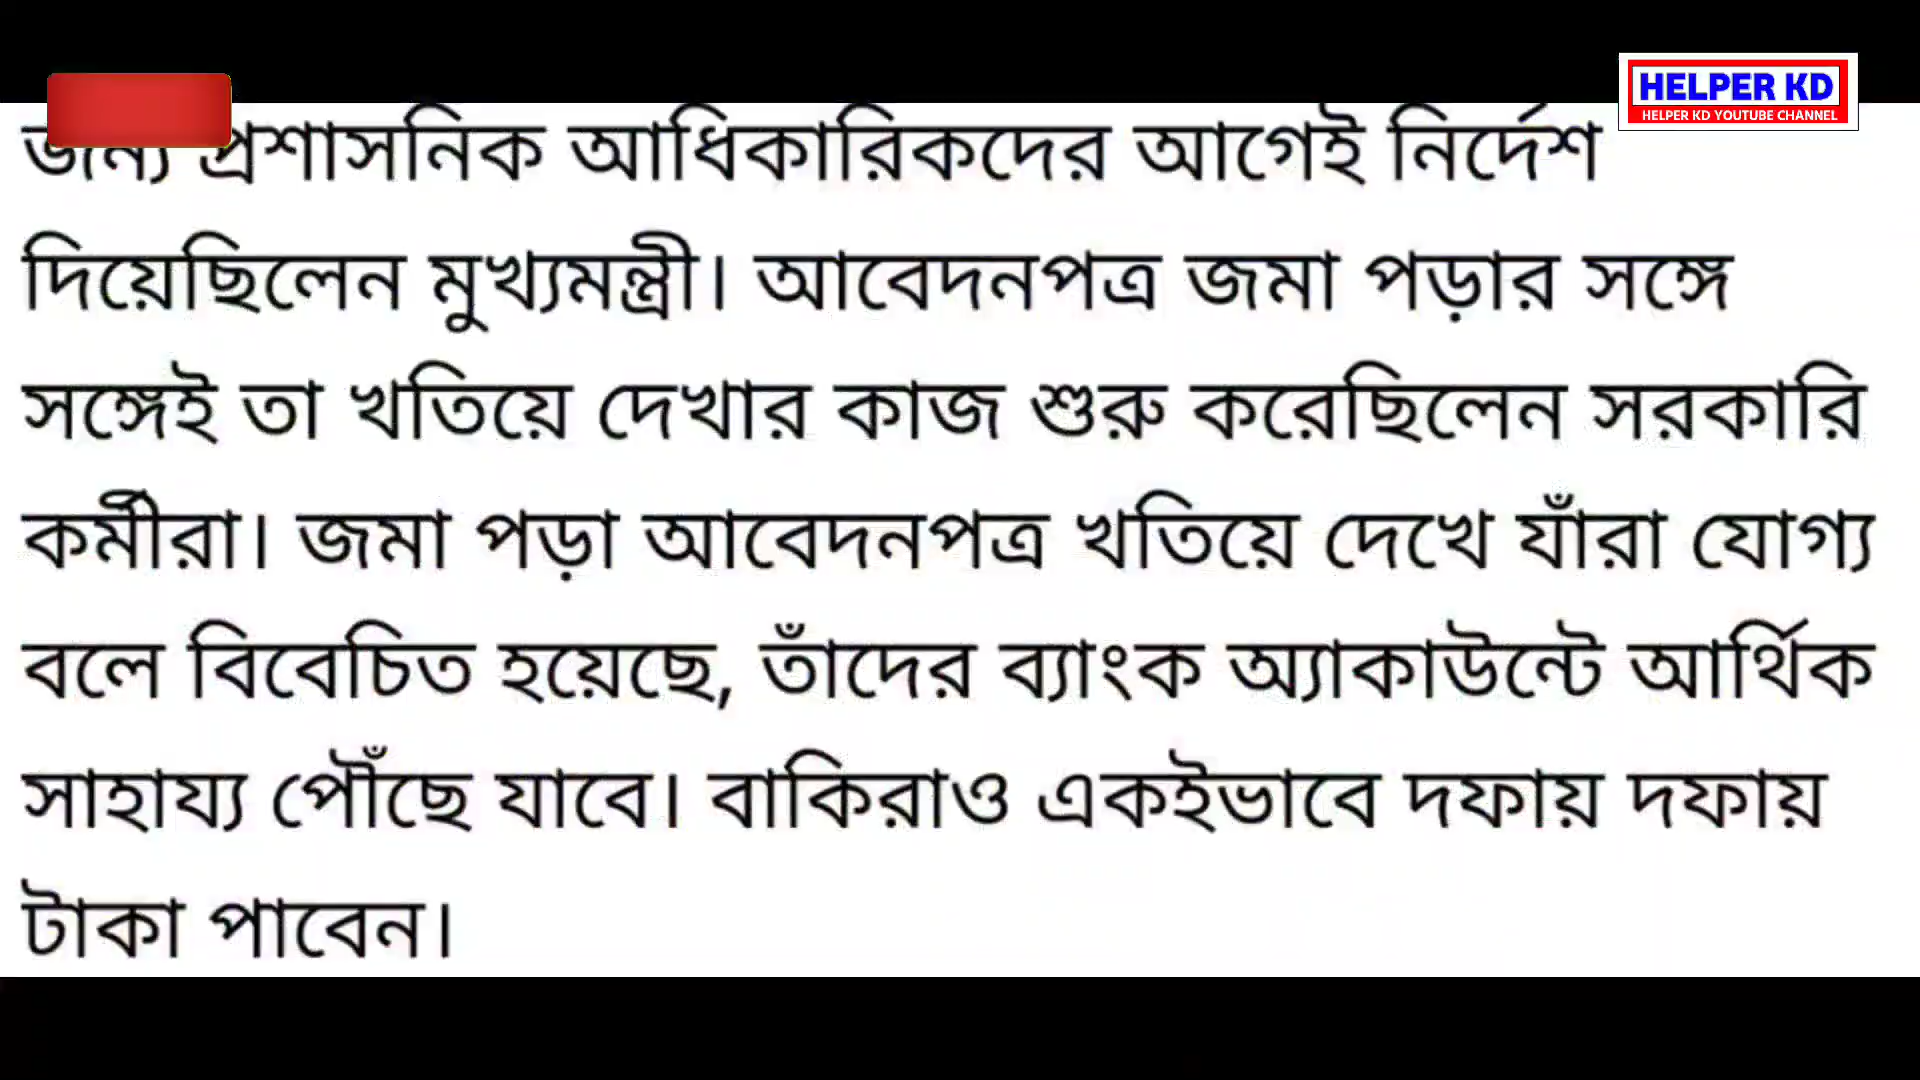 HELPER KD
HELPER KD YOUTUBE CHANNEL
জন্য প্রশাসনিক আধিকারিকদের আগেই নির্দেশ
দিয়েছিলেন মুখ্যমন্ত্রী। আবেদনপত্র জমা পড়ার সঙ্গে
সঙ্গেই তা খতিয়ে দেখার কাজ শুরু করেছিলেন সরকারি
কর্মীরা। জমা পড়া আবেদনপত্র খতিয়ে দেখে যাঁরা যোগ্য
বলে বিবেচিত হয়েছে, তাঁদের ব্যাংক অ্যাকাউন্টে আর্থিক
সাহায্য পৌঁছে যাবে। বাকিরাও একইভাবে দফায় দফায়
টাকা পাবেন।